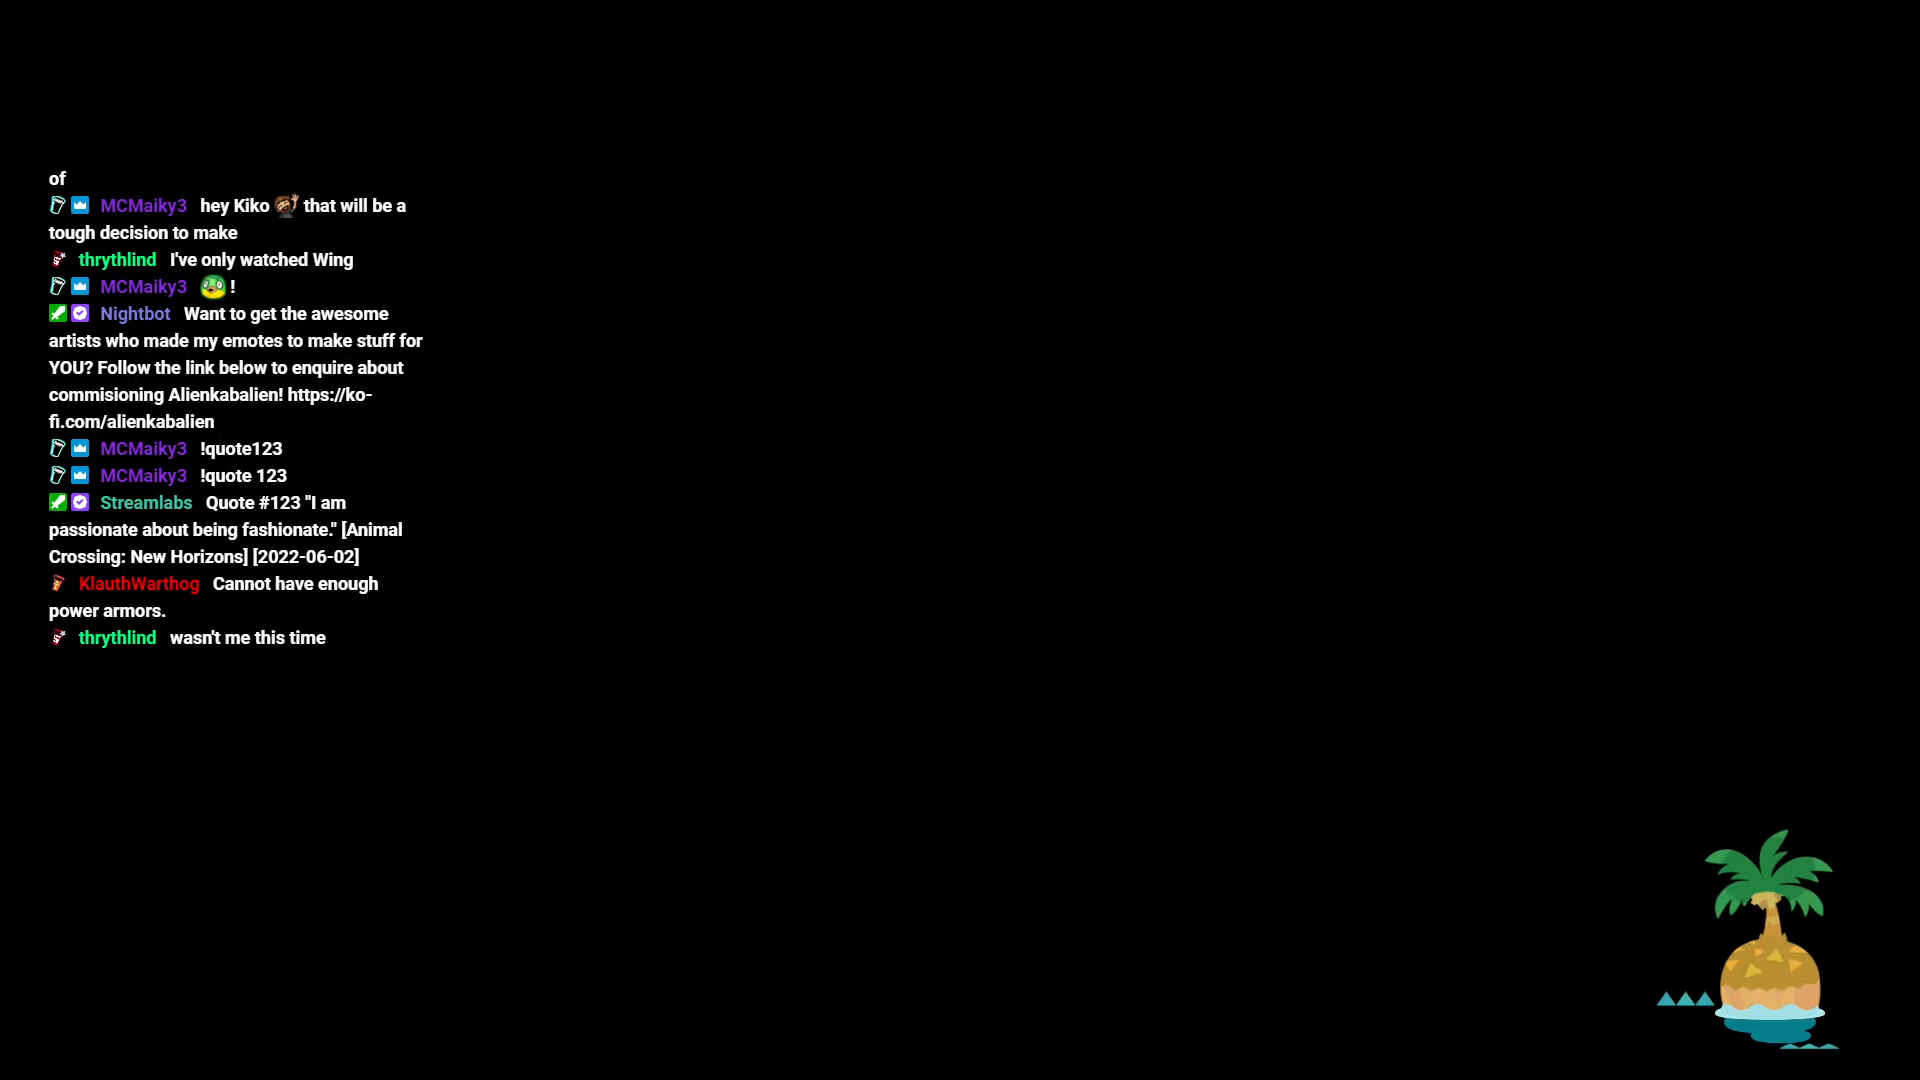 of
MCMaiky3 hey Kiko that will be a
tough decision to make
thrythlind I've only watched Wing
MCMaiky3 !
Nightbot Want to get the awesome
artists who made my emotes to make stuff for
YOU? Follow the link below to enquire about
commisioning Alienkabalien! https://ko-
fi.com/alienkabalien
MCMaiky3 !quote123
MCMaiky3 !quote 123
Streamlabs Quote #123 "I am
passionate about being fashionate." [Animal
Crossing: New Horizons] [2022-06-02]
KlauthWarthog Cannot have enough
power armors.
thrythlind wasn't me this time